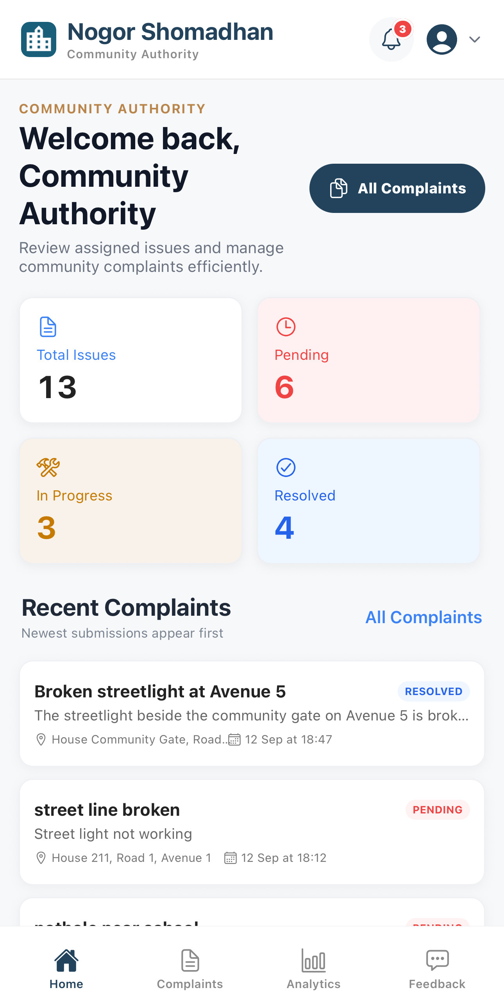 Nogor Shomadhan
Community Authority
3
COMMUNITY AUTHORITY
Welcome back,
Community
Authority
All Complaints
Review assigned issues and manage
community complaints efficiently.
Total Issues
13
Pending
6
In Progress
3
Resolved
4
Recent Complaints
Newest submissions appear first
All Complaints
Broken streetlight at Avenue 5
RESOLVED
The streetlight beside the community gate on Avenue 5 is brok...
House Community Gate, Road...
12 Sep at 18:47
street line broken
PENDING
Street light not working
House 211, Road 1, Avenue 1
12 Sep at 18:12
pothole near school
PENDING
Home
Complaints
Analytics
Feedback